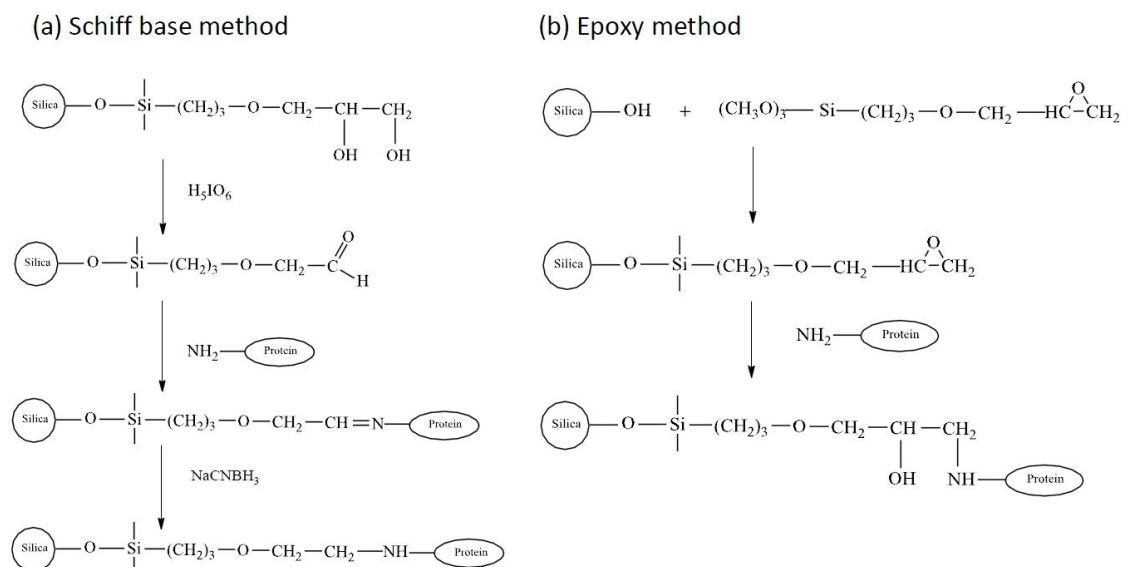 (a) Schiff base method
Silica—O—Si—(CH₂)₃—O—CH₂—CH—CH₂
OH OH
H₅IO₆
O
Silica—O—Si—(CH₂)₃—O—CH₂—C
H
NH₂—Protein
Silica—O—Si—(CH₂)₃—O—CH₂—CH=N—Protein
NaCNBH₃
Silica—O—Si—(CH₂)₃—O—CH₂—CH₂—NH—Protein
(b) Epoxy method
O
Silica—OH + (CH₃O)₃—Si—(CH₂)₃—O—CH₂—HC—CH₂
O
Silica—O—Si—(CH₂)₃—O—CH₂—HC—CH₂
NH₂—Protein
Silica—O—Si—(CH₂)₃—O—CH₂—CH—CH₂
OH NH—Protein